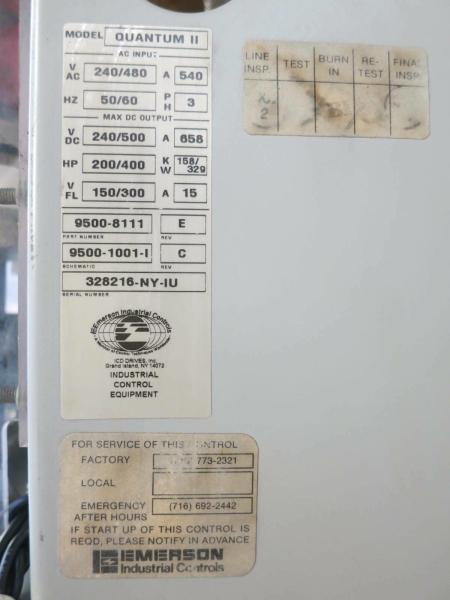 MODEL QUANTUM II
AC INPUT
V AC 240/480 A 540
HZ 50/60 PH 3
MAX DC OUTPUT
V DC 240/500 A 658
HP 200/400 KW 158/329
V FL 150/300 A 15
9500-8111 E
PART NUMBER REV
9500-1001-I C
SCHEMATIC REV
328216-NY-IU
SERIAL NUMBER
Emerson Industrial Controls
ICD DRIVES, Inc.
Grand Island, NY 14072
INDUSTRIAL
CONTROL
EQUIPMENT
LINE INSP. TEST BURN IN RE-TEST FINAL INSP.
2
FOR SERVICE OF THIS CONTROL
FACTORY 773-2321
LOCAL
EMERGENCY (716) 692-2442
AFTER HOURS
IF START UP OF THIS CONTROL IS
REQD, PLEASE NOTIFY IN ADVANCE
EMERSON
Industrial Controls